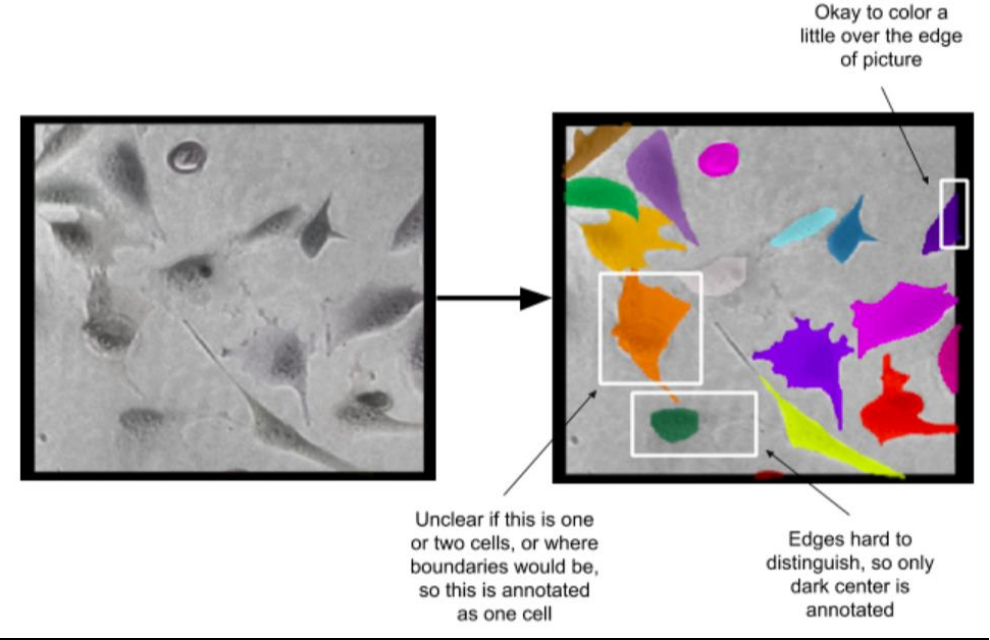 Okay to color a
little over the edge
of picture
Unclear if this is one
or two cells, or where
boundaries would be,
so this is annotated
as one cell
Edges hard to
distinguish, so only
dark center is
annotated